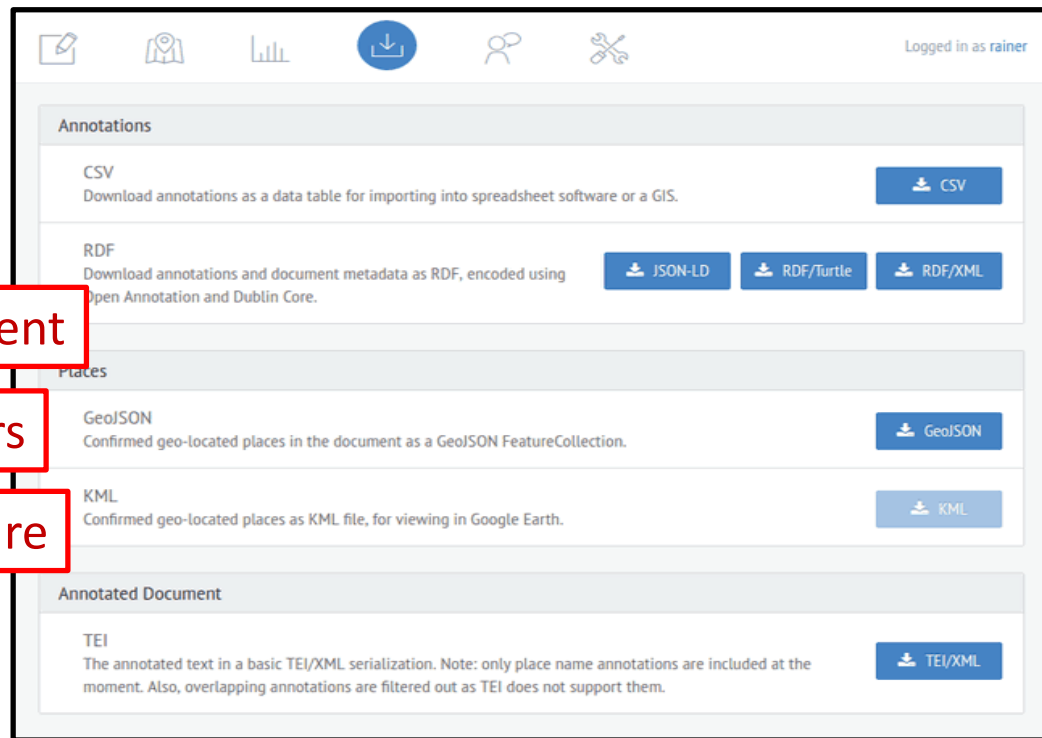 Logged in as rainer
Annotations
CSV
Download annotations as a data table for importing into spreadsheet software or a GIS.
CSV
RDF
Download annotations and document metadata as RDF, encoded using
Open Annotation and Dublin Core.
JSON-LD
RDF/Turtle
RDF/XML
ent
Places
rs
GeoJSON
Confirmed geo-located places in the document as a GeoJSON FeatureCollection.
GeoJSON
re
KML
Confirmed geo-located places as KML file, for viewing in Google Earth.
KML
Annotated Document
TEI
The annotated text in a basic TEI/XML serialization. Note: only place name annotations are included at the
moment. Also, overlapping annotations are filtered out as TEI does not support them.
TEI/XML